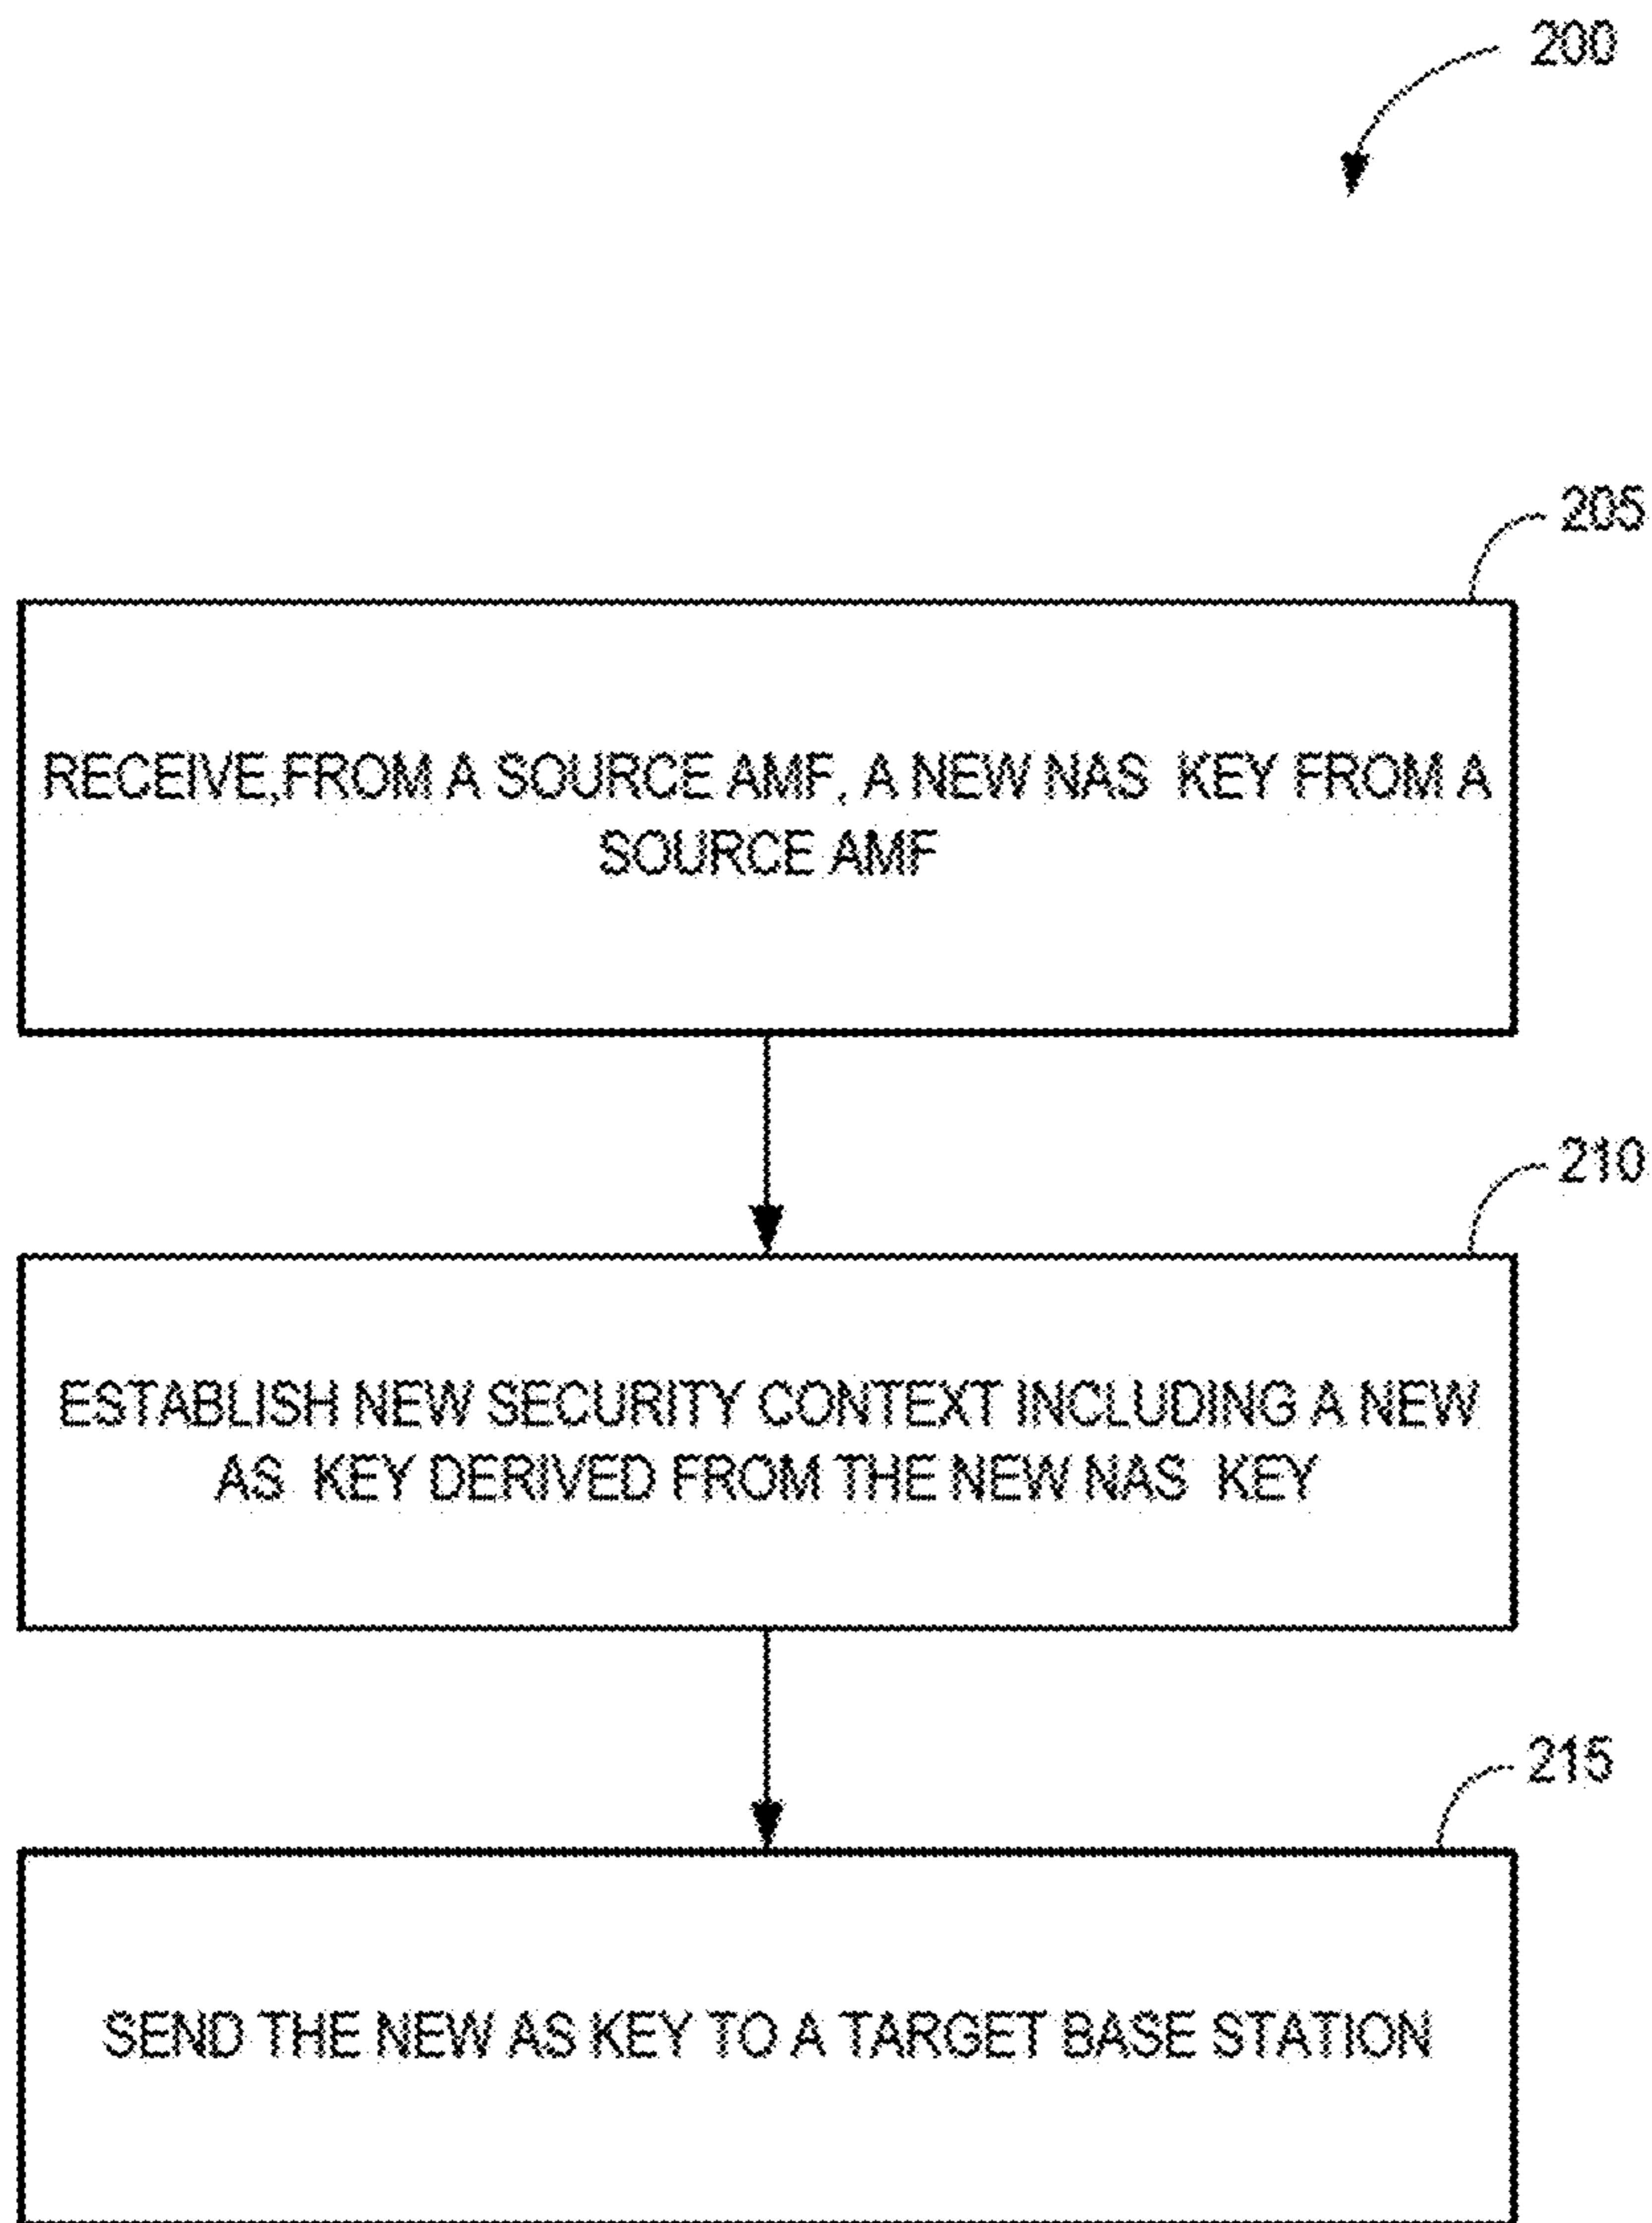 200
205
RECEIVE,FROM A SOURCE AMF, A NEW NAS KEY FROM A
SOURCE AMF
210
ESTABLISH NEW SECURITY CONTEXT INCLUDING A NEW
AS KEY DERIVED FROM THE NEW NAS KEY
215
SEND THE NEW AS KEY TO A TARGET BASE STATION